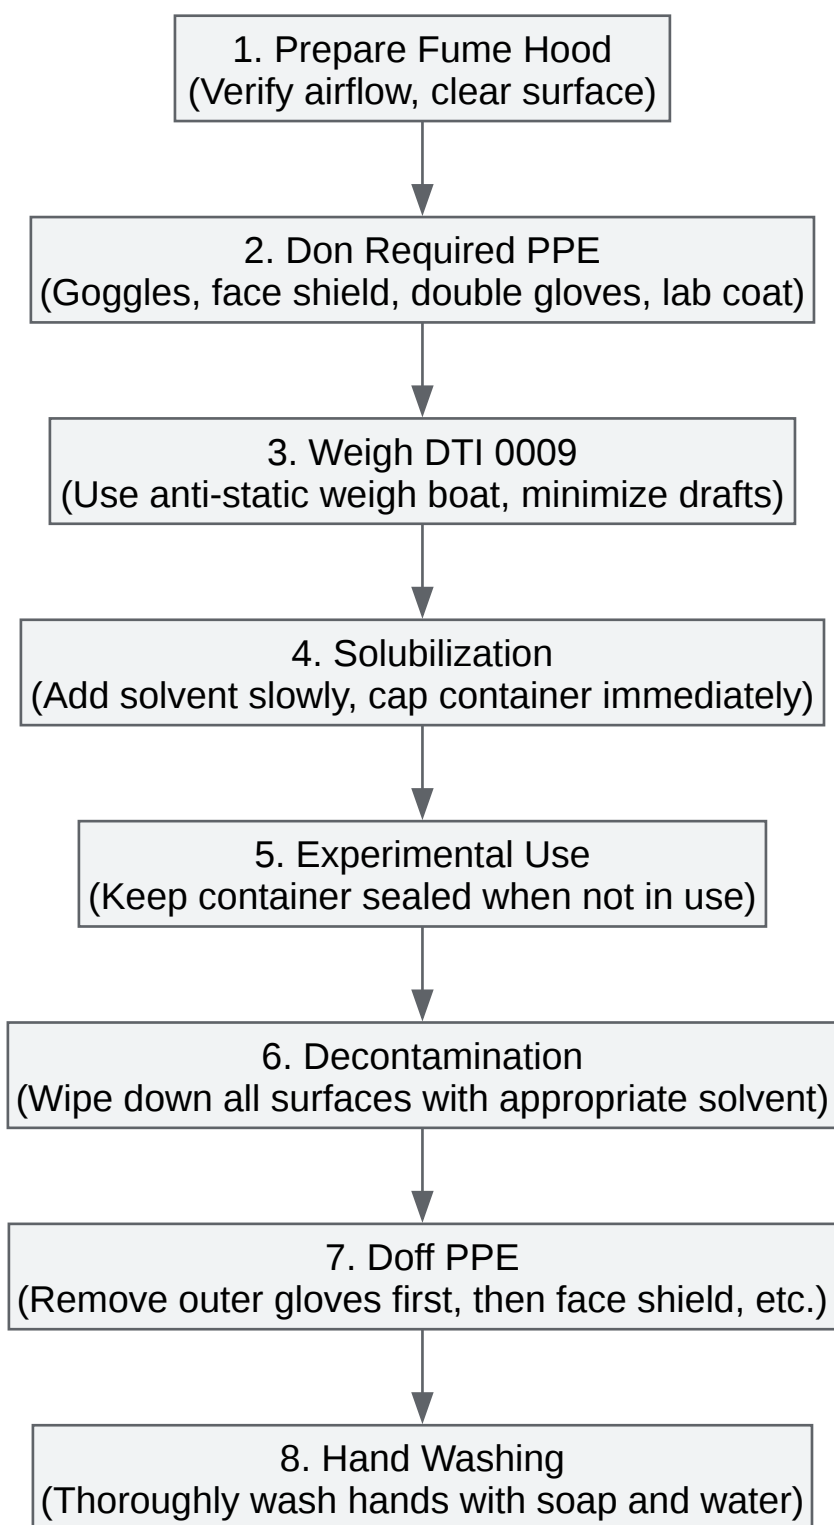 1. Prepare Fume Hood
(Verify airflow, clear surface)
2. Don Required PPE
(Goggles, face shield, double gloves, lab coat)
3. Weigh DTI 0009
(Use anti-static weigh boat, minimize drafts)
4. Solubilization
(Add solvent slowly, cap container immediately)
5. Experimental Use
(Keep container sealed when not in use)
6. Decontamination
(Wipe down all surfaces with appropriate solvent)
7. Doff PPE
(Remove outer gloves first, then face shield, etc.)
8. Hand Washing
(Thoroughly wash hands with soap and water)